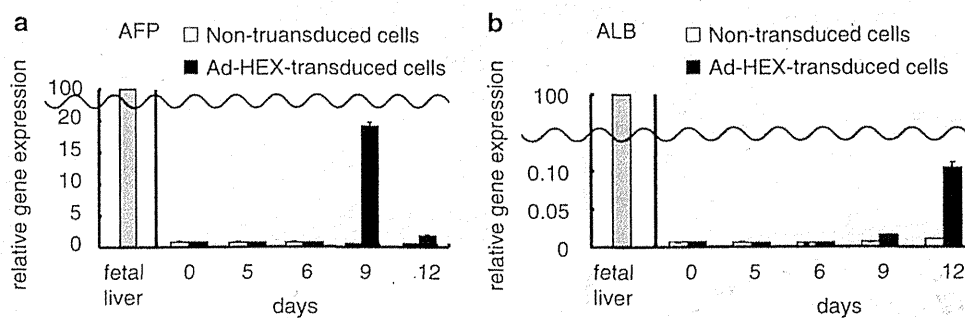 a
AFP
Non-truansduced cells
Ad-HEX-transduced cells
relative gene expression
100
20
15
10
5
0
fetal liver
0 5 6 9 12
days
b
ALB
Non-transduced cells
Ad-HEX-transduced cells
relative gene expression
100
0.10
0.05
0
fetal liver
0 5 6 9 12
days